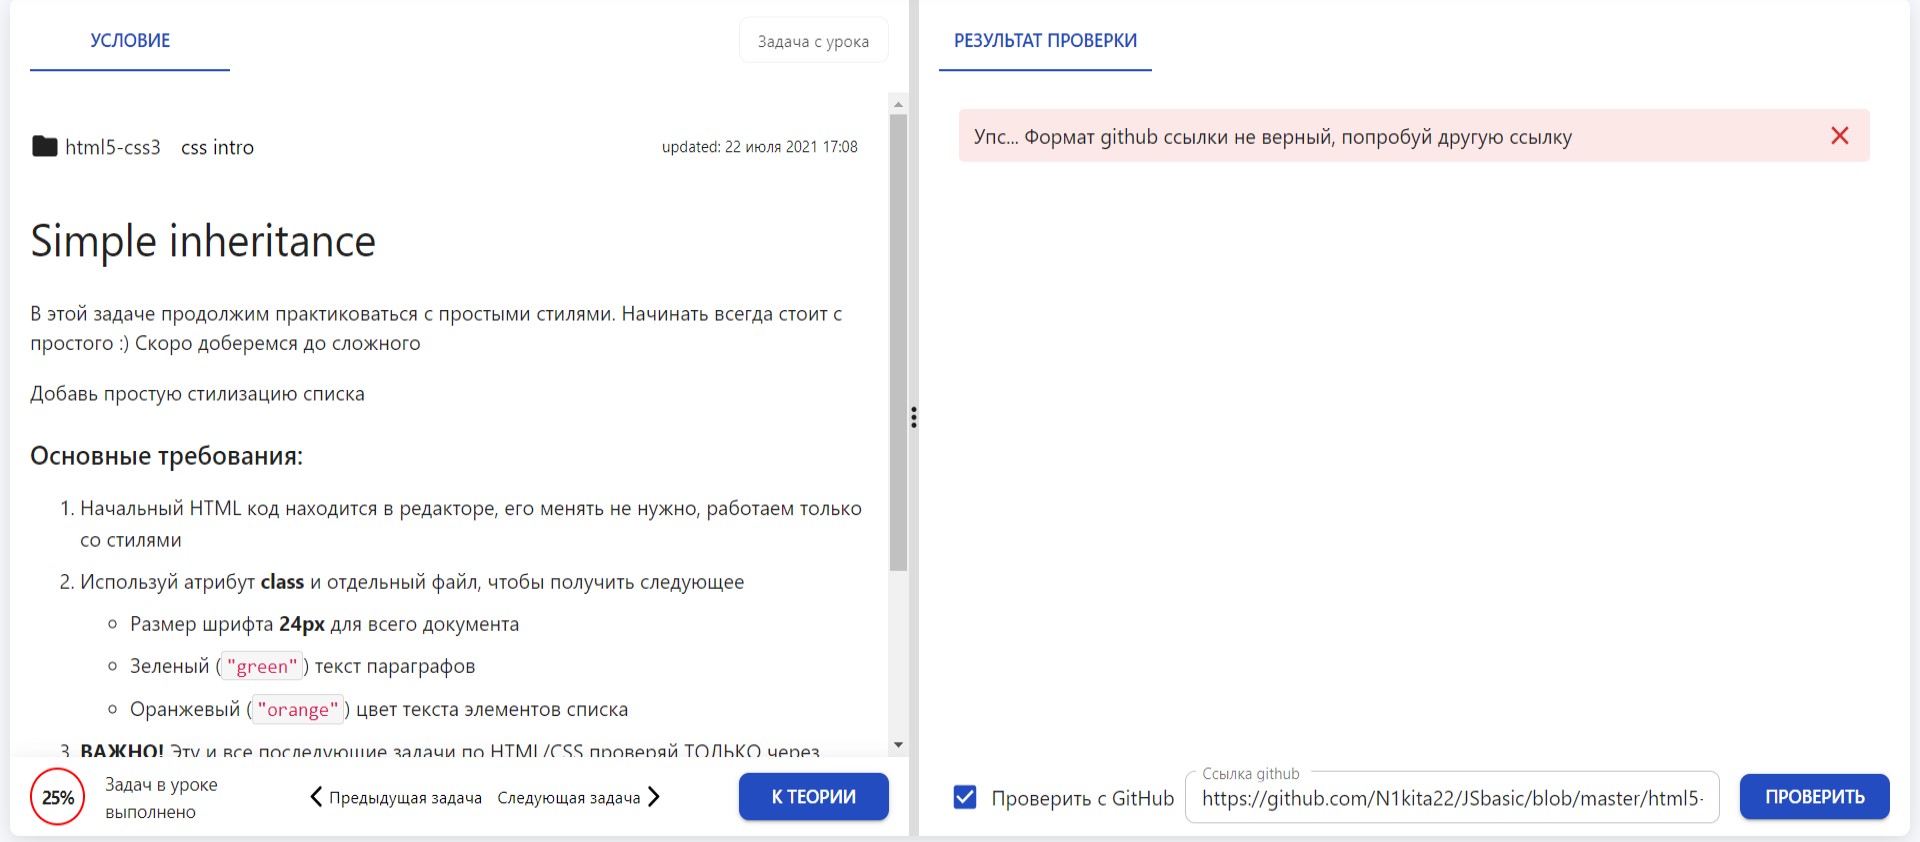 УСЛОВИЕ
Задача с урока
html5-css3 css intro
updated: 22 июля 2021 17:08
Simple inheritance
В этой задаче продолжим практиковаться с простыми стилями. Начинать всегда стоит с
простого :) Скоро доберемся до сложного
Добавь простую стилизацию списка
Основные требования:
1. Начальный HTML код находится в редакторе, его менять не нужно, работаем только
со стилями
2. Используй атрибут class и отдельный файл, чтобы получить следующее
Размер шрифта 24px для всего документа
Зеленый ("green") текст параграфов
Оранжевый ("orange") цвет текста элементов списка
3. ВАЖНО! Эту и все последующие задачи по HTML/CSS проверяй ТОЛЬКО через
25%
Задач в уроке
выполнено
Предыдущая задача
Следующая задача
К ТЕОРИИ
РЕЗУЛЬТАТ ПРОВЕРКИ
Упс... Формат github ссылки не верный, попробуй другую ссылку
Проверить с GitHub
Ссылка github
https://github.com/N1kita22/JSbasic/blob/master/html5-
ПРОВЕРИТЬ